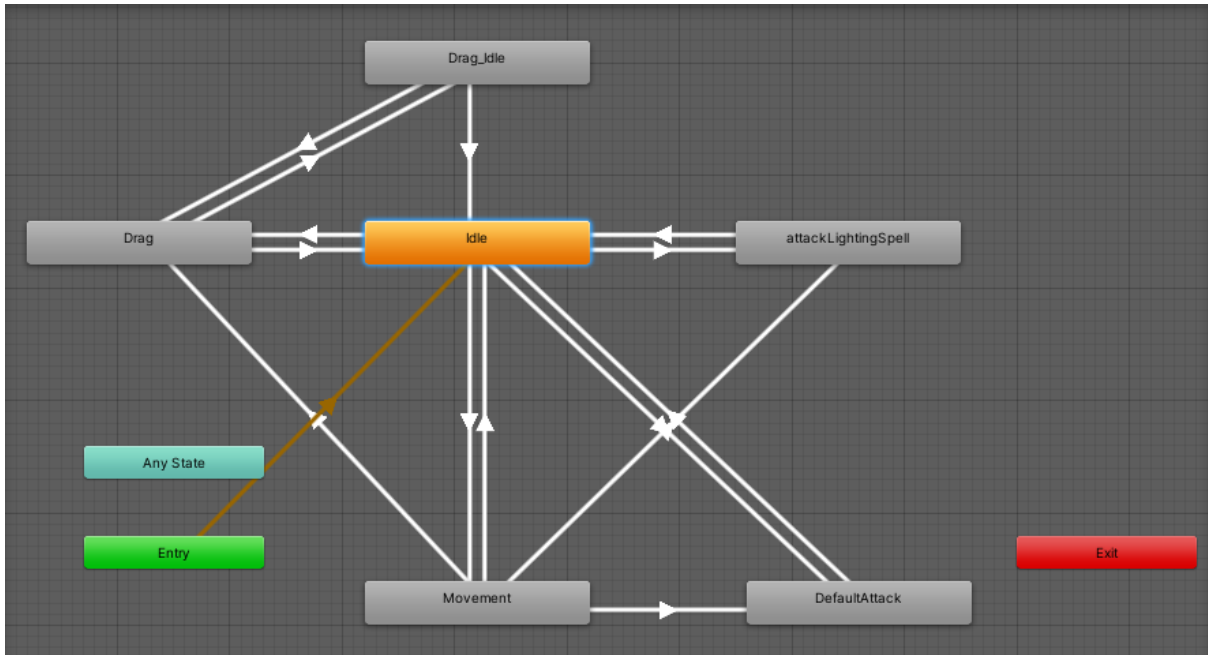 Drag_Idle
Drag
Idle
attackLightingSpell
Any State
Entry
Exit
Movement
DefaultAttack